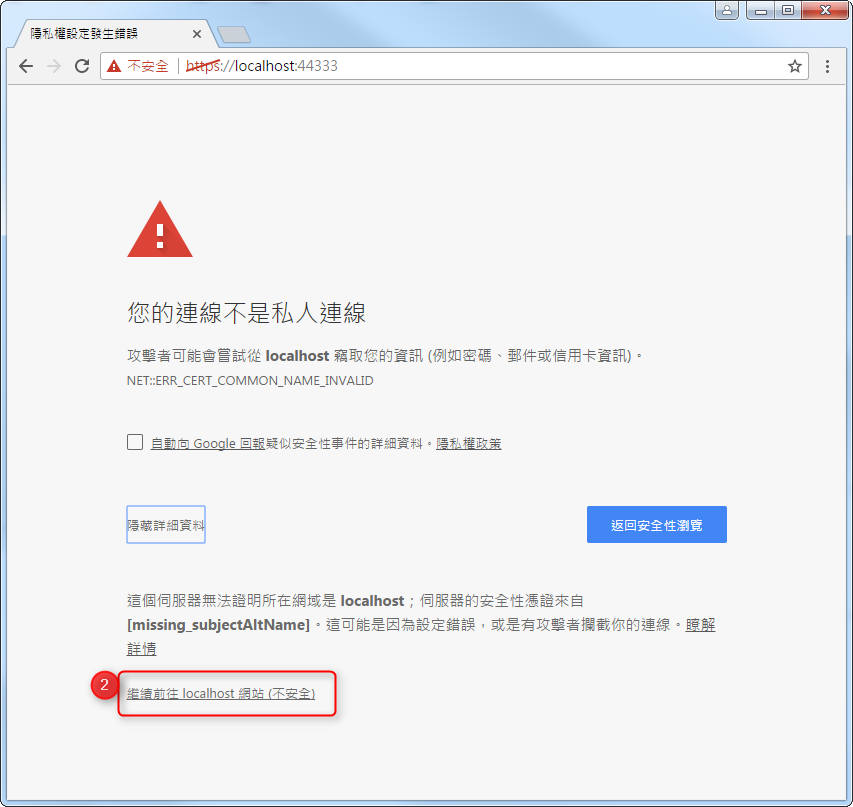 隱私權設定發生錯誤
不安全 | https://localhost:44333
您的連線不是私人連線
攻擊者可能會嘗試從 localhost 竊取您的資訊 (例如密碼、郵件或信用卡資訊)。
NET::ERR_CERT_COMMON_NAME_INVALID
自動向 Google 回報疑似安全性事件的詳細資料。隱私權政策
隱藏詳細資料
返回安全性瀏覽
這個伺服器無法證明所在網域是 localhost；伺服器的安全性憑證來自
[missing_subjectAltName]。這可能是因為設定錯誤，或是有攻擊者攔截你的連線。瞭解
詳情
2
繼續前往 localhost 網站 (不安全)